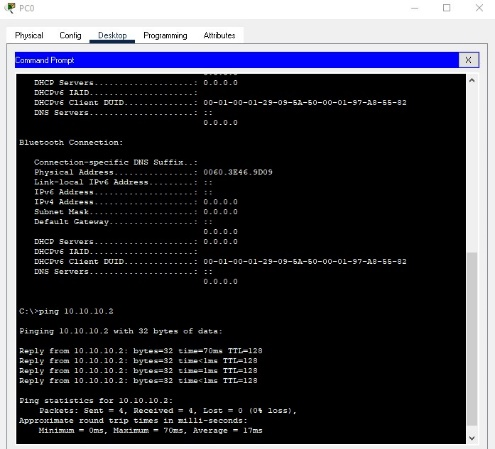 PC0
Physical Config Desktop Programming Attributes
Command Prompt X
DHCP Servers.....................: 0.0.0.0
DHCPv6 IAID......................:
DHCPv6 Client DUID...............: 00-01-00-01-29-09-5A-50-00-01-97-A8-55-82
DNS Servers......................: ::
0.0.0.0
Bluetooth Connection:
Connection-specific DNS Suffix..:
Physical Address.................: 0060.3E46.9D09
Link-local IPv6 Address.........: ::
IPv6 Address.....................: ::
IPv4 Address.....................: 0.0.0.0
Subnet Mask......................: 0.0.0.0
Default Gateway..................: ::
0.0.0.0
DHCP Servers.....................: 0.0.0.0
DHCPv6 IAID......................:
DHCPv6 Client DUID...............: 00-01-00-01-29-09-5A-50-00-01-97-A8-55-82
DNS Servers......................: ::
0.0.0.0
C:\>ping 10.10.10.2
Pinging 10.10.10.2 with 32 bytes of data:
Reply from 10.10.10.2: bytes=32 time=70ms TTL=128
Reply from 10.10.10.2: bytes=32 time<1ms TTL=128
Reply from 10.10.10.2: bytes=32 time=1ms TTL=128
Reply from 10.10.10.2: bytes=32 time<1ms TTL=128
Ping statistics for 10.10.10.2:
Packets: Sent = 4, Received = 4, Lost = 0 (0% loss),
Approximate round trip times in milli-seconds:
Minimum = 0ms, Maximum = 70ms, Average = 17ms